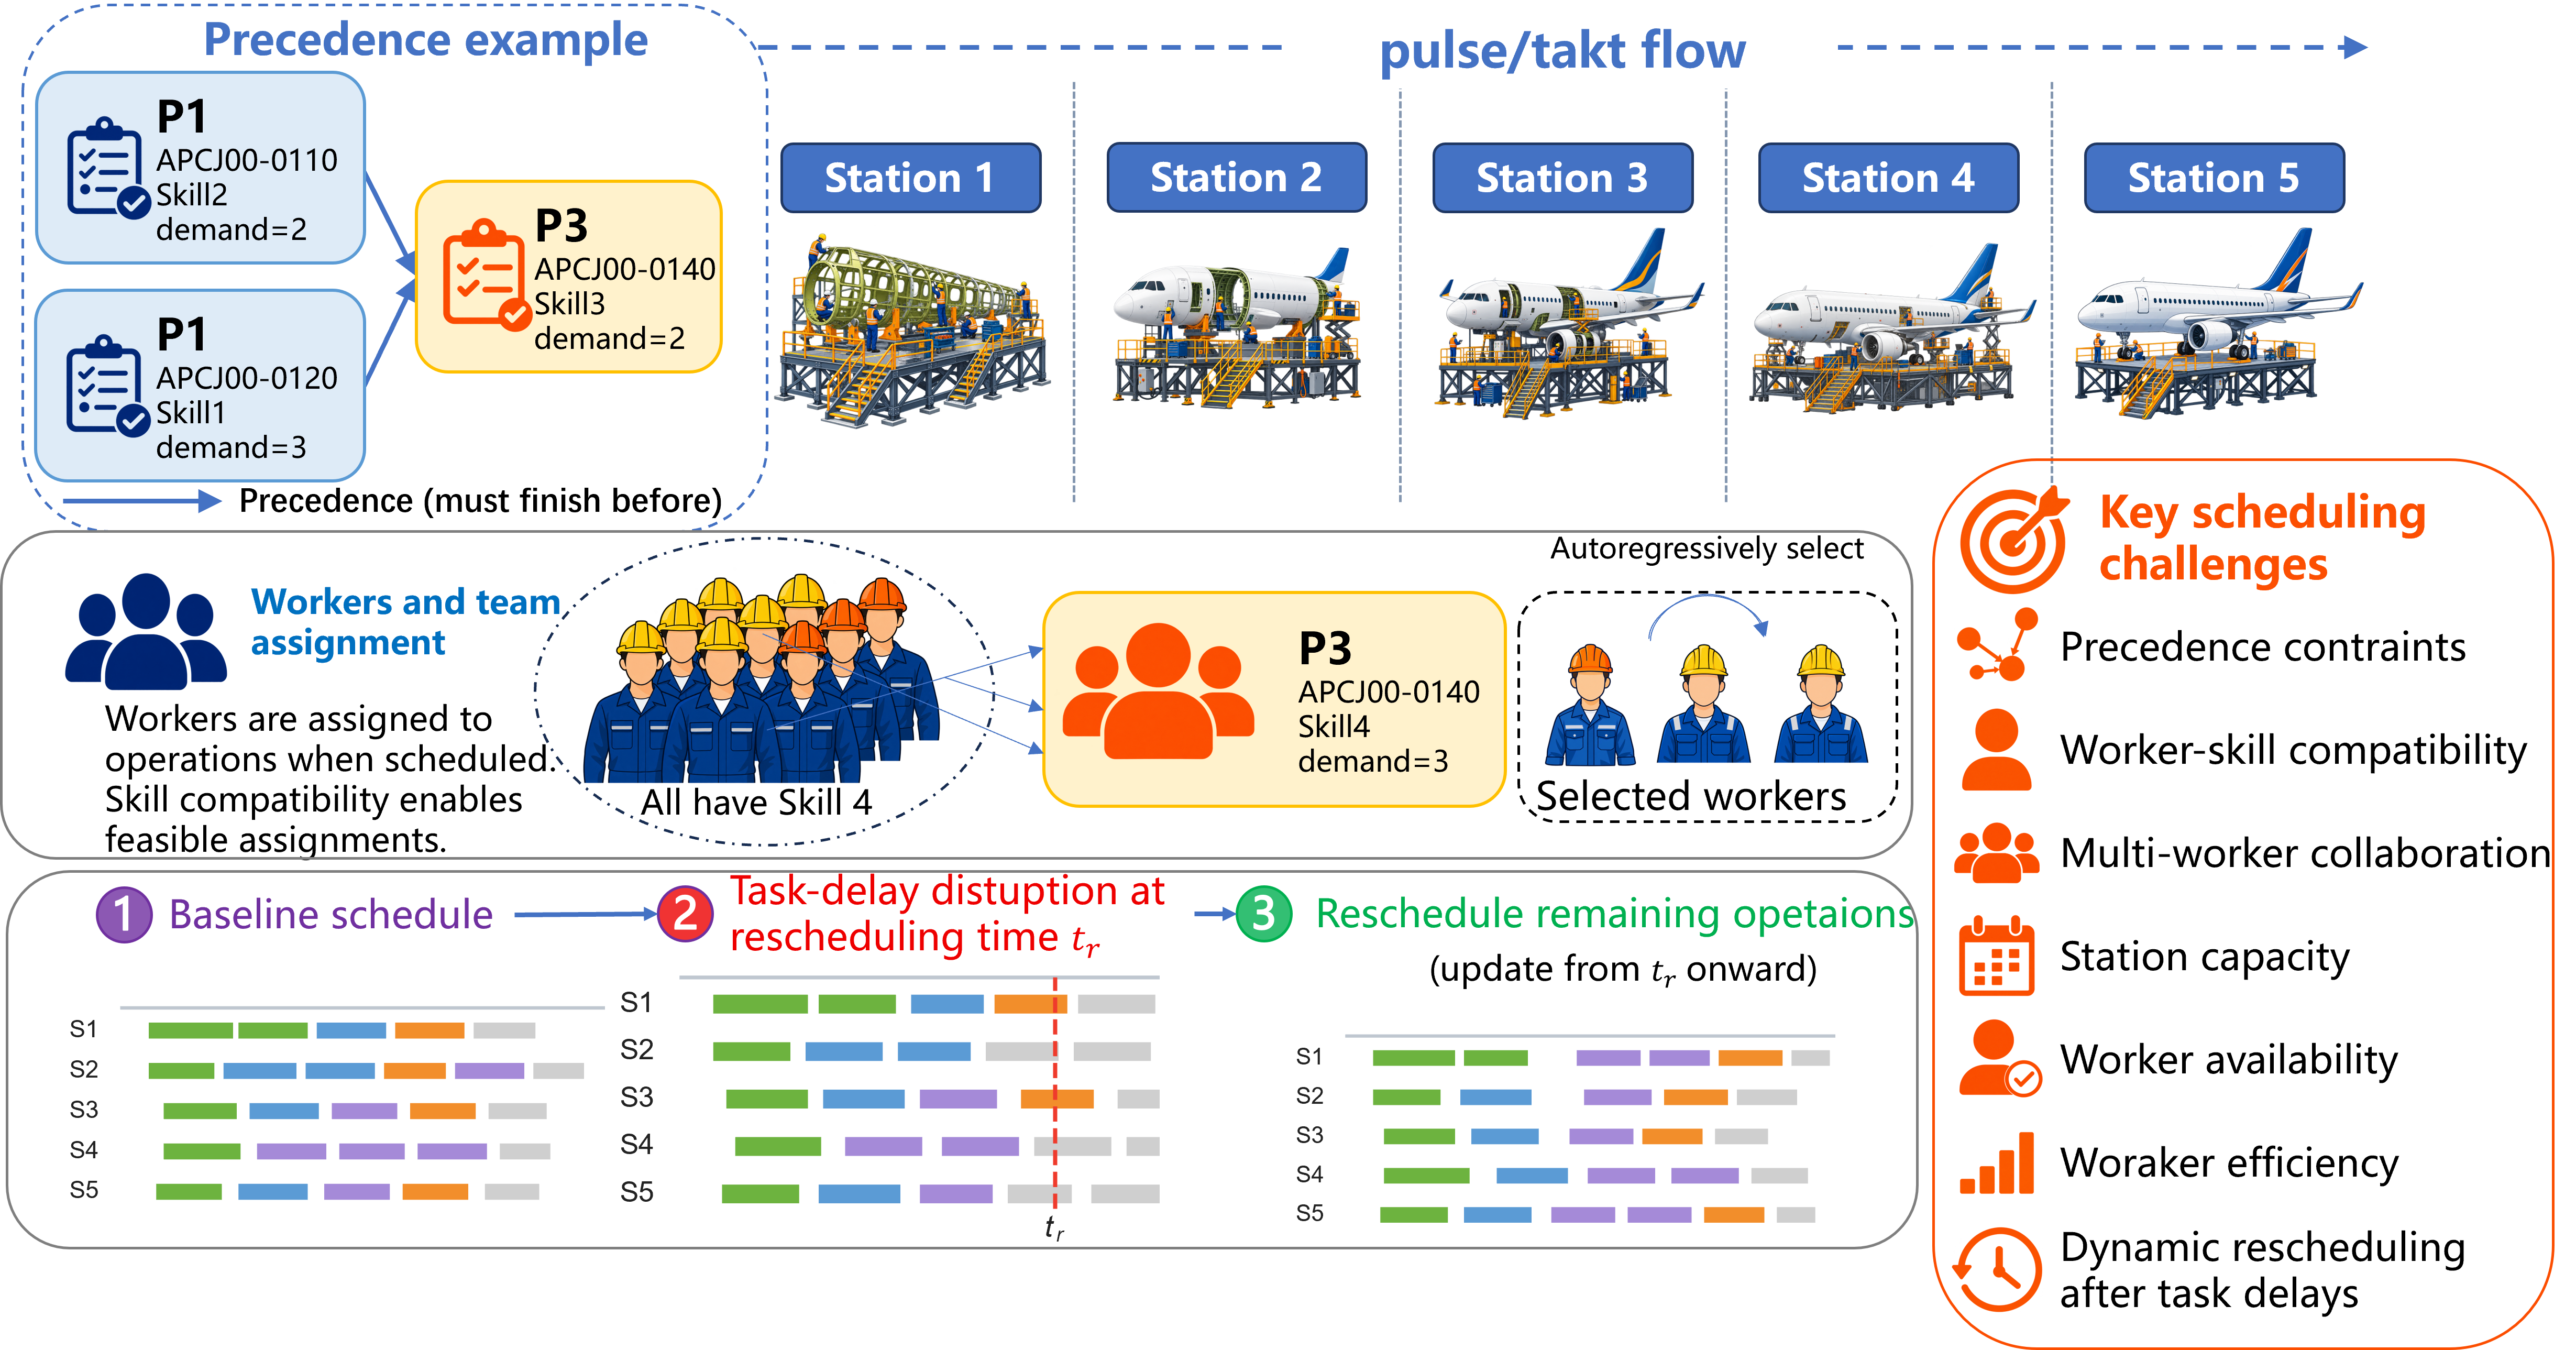 Precedence example
pulse/takt flow
P1
APCJ00-0110
Skill2
demand=2
P1
APCJ00-0120
Skill1
demand=3
P3
APCJ00-0140
Skill3
demand=2
Precedence (must finish before)
Station 1
Station 2
Station 3
Station 4
Station 5
Workers and team
assignment
Workers are assigned to
operations when scheduled.
Skill compatibility enables
feasible assignments.
All have Skill 4
P3
APCJ00-0140
Skill4
demand=3
Autoregressively select
Selected workers
1 Baseline schedule
S1
S2
S3
S4
S5
2 Task-delay distuption at
rescheduling time tr
S1
S2
S3
S4
S5
tr
3 Reschedule remaining opetaions
(update from tr onward)
S1
S2
S3
S4
S5
Key scheduling
challenges
Precedence contraints
Worker-skill compatibility
Multi-worker collaboration
Station capacity
Worker availability
Woraker efficiency
Dynamic rescheduling
after task delays